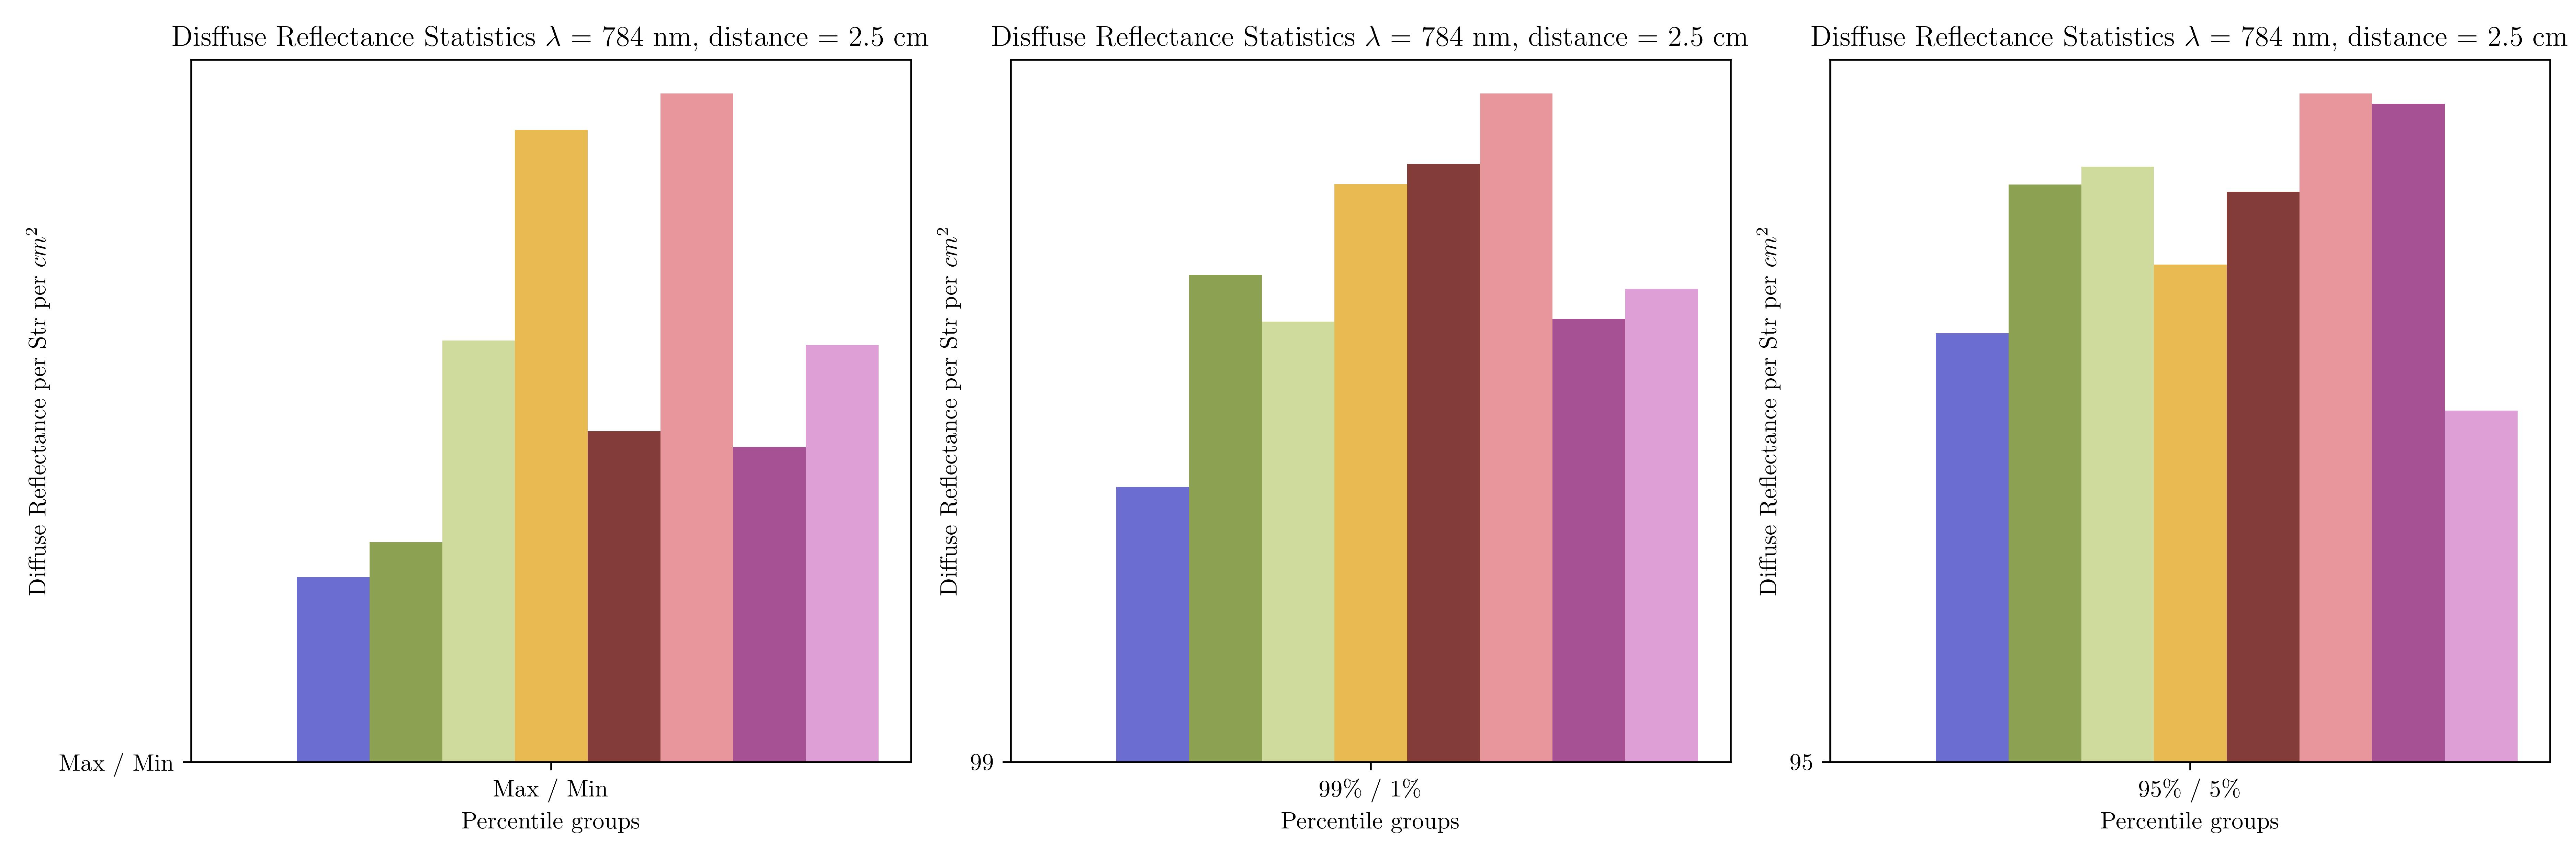 Disffuse Reflectance Statistics λ = 784 nm, distance = 2.5 cm
Diffuse Reflectance per Str per cm²
Max / Min
Max / Min
Percentile groups
Disffuse Reflectance Statistics λ = 784 nm, distance = 2.5 cm
Diffuse Reflectance per Str per cm²
99
99% / 1%
Percentile groups
Disffuse Reflectance Statistics λ = 784 nm, distance = 2.5 cm
Diffuse Reflectance per Str per cm²
95
95% / 5%
Percentile groups